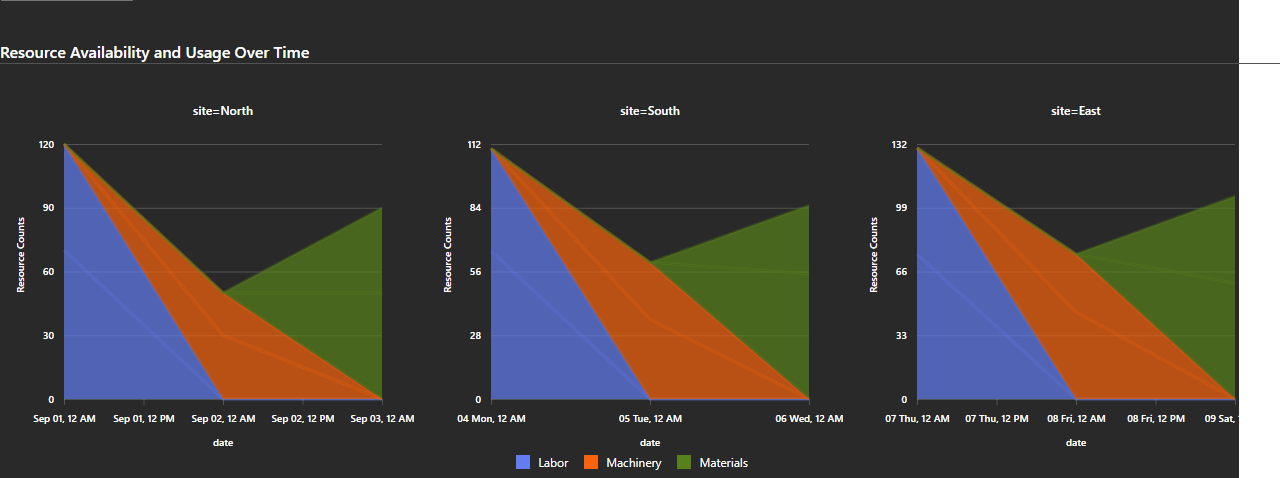 Resource Availability and Usage Over Time
site=North
site=South
site=East
Resource Counts
120
90
60
30
0
Sep 01, 12 AM
Sep 01, 12 PM
Sep 02, 12 AM
Sep 02, 12 PM
Sep 03, 12 AM
date
Resource Counts
112
84
56
28
0
04 Mon, 12 AM
05 Tue, 12 AM
06 Wed, 12 AM
date
Resource Counts
132
99
66
33
0
07 Thu, 12 AM
07 Thu, 12 PM
08 Fri, 12 AM
08 Fri, 12 PM
09 Sat,
date
Labor
Machinery
Materials